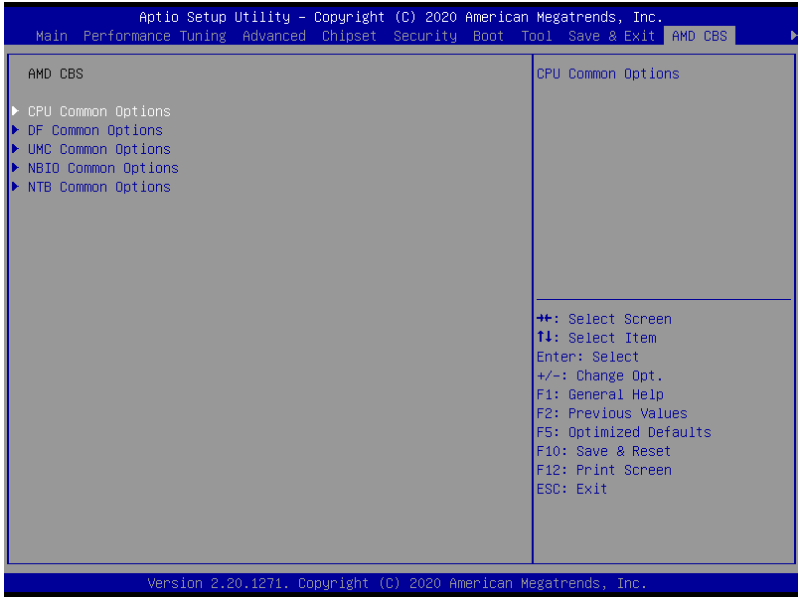 Aptio Setup Utility – Copyright (C) 2020 American Megatrends, Inc.
Main Performance Tuning Advanced Chipset Security Boot Tool Save & Exit AMD CBS
AMD CBS
CPU Common Options
DF Common Options
UMC Common Options
NBIO Common Options
NTB Common Options
CPU Common Options
→←: Select Screen
↑↓: Select Item
Enter: Select
+/-: Change Opt.
F1: General Help
F2: Previous Values
F5: Optimized Defaults
F10: Save & Reset
F12: Print Screen
ESC: Exit
Version 2.20.1271. Copyright (C) 2020 American Megatrends, Inc.